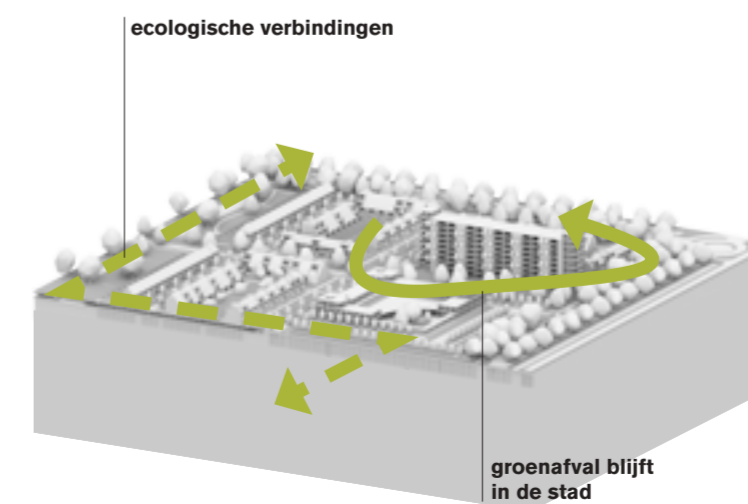 ecologische verbindingen
groenafval blijft
in de stad